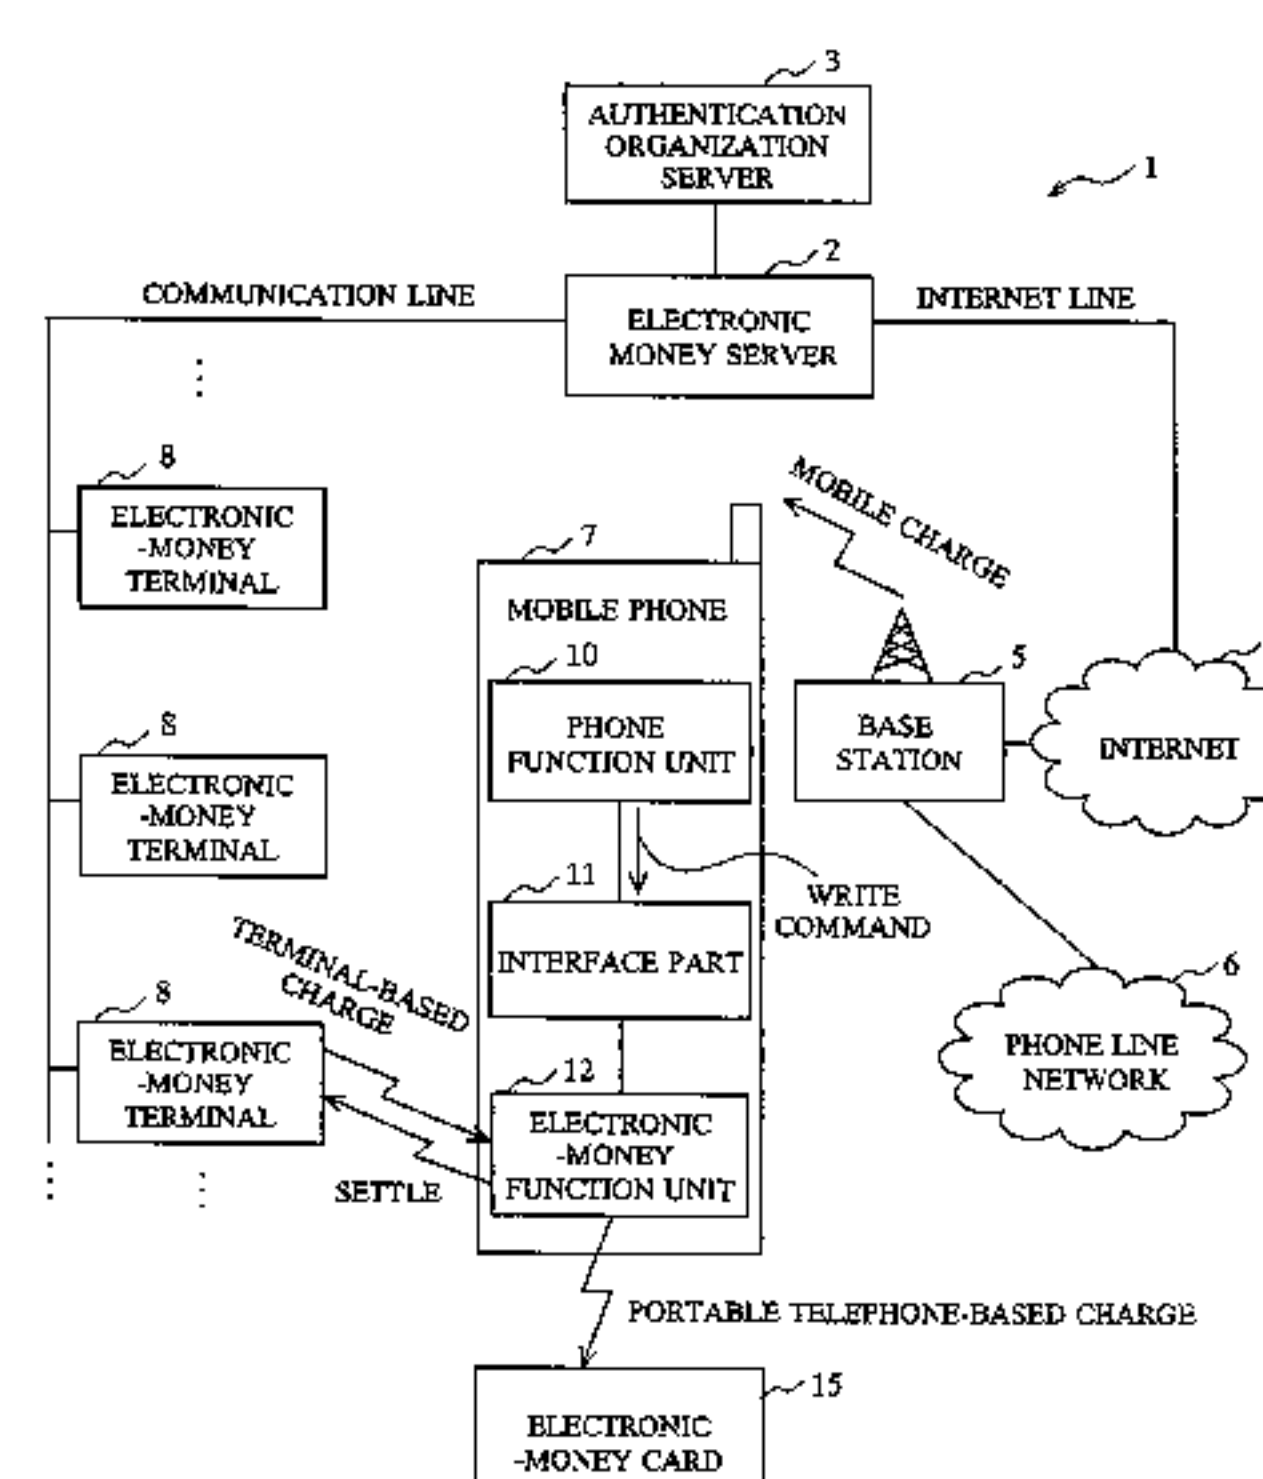 3
AUTHENTICATION
ORGANIZATION
SERVER
1
2
COMMUNICATION LINE
ELECTRONIC
MONEY SERVER
INTERNET LINE
8
ELECTRONIC
-MONEY
TERMINAL
MOBILE CHARGE
7
MOBILE PHONE
10
PHONE
FUNCTION UNIT
5
BASE
STATION
INTERNET
8
ELECTRONIC
-MONEY
TERMINAL
11
INTERFACE PART
WRITE
COMMAND
TERMINAL-BASED
CHARGE
8
ELECTRONIC
-MONEY
TERMINAL
6
PHONE LINE
NETWORK
12
ELECTRONIC
-MONEY
FUNCTION UNIT
SETTLE
PORTABLE TELEPHONE-BASED CHARGE
15
ELECTRONIC
-MONEY CARD